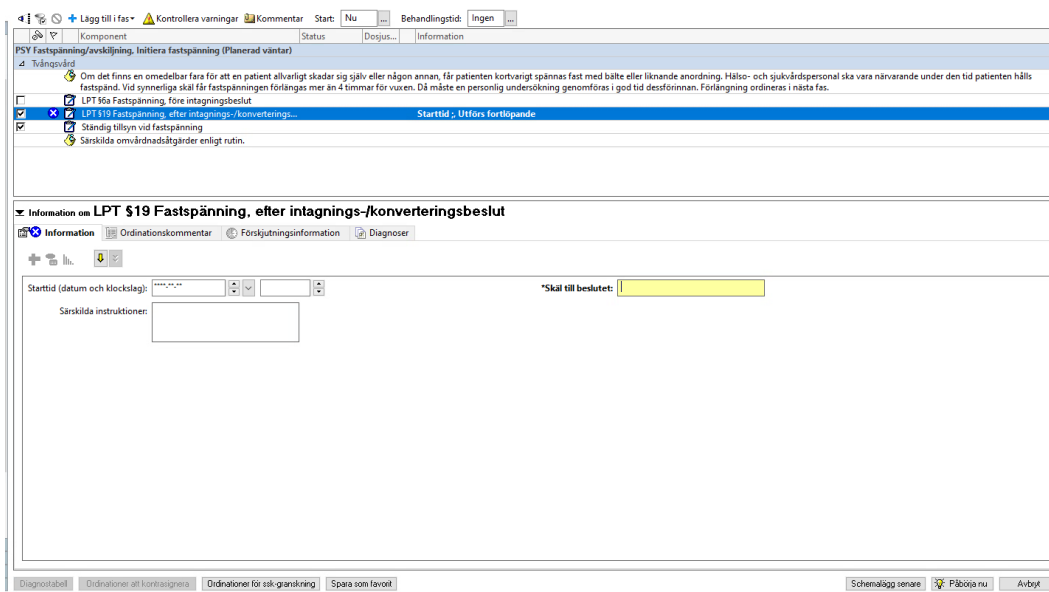 Lägg till i fas Kontrollera varningar Kommentar Start: Nu ... Behandlingstid: Ingen ...
Komponent Status Dosjus... Information
PSY Fastspänning/avskiljning, Initiera fastspänning (Planerad väntar)
Tvångsvård
Om det finns en omedelbar fara för att en patient allvarligt skadar sig själv eller någon annan, får patienten kortvarigt spännas fast med bälte eller liknande anordning. Hälso- och sjukvårdspersonal ska vara närvarande under den tid patienten hålls
fastspänd. Vid synnerliga skäl får fastspänningen förlängas mer än 4 timmar för vuxen. Då måste en personlig undersökning genomföras i god tid dessförinnan. Förlängning ordineras i nästa fas.
LPT §6a Fastspänning, före intagningsbeslut
LPT §19 Fastspänning, efter intagnings-/konverterings... Starttid ;, Utförs fortlöpande
Ständig tillsyn vid fastspänning
Särskilda omvårdnadsåtgärder enligt rutin.
Information om LPT §19 Fastspänning, efter intagnings-/konverteringsbeslut
Information Ordinationskommentar Förskjutningsinformation Diagnoser
Starttid (datum och klockslag): ****-**-** *Skäl till beslutet:
Särskilda instruktioner:
Diagnostabell Ordinationer att kontrasignera Ordinationer för ssk-granskning Spara som favorit Schemalägg senare Påbörja nu Avbryt